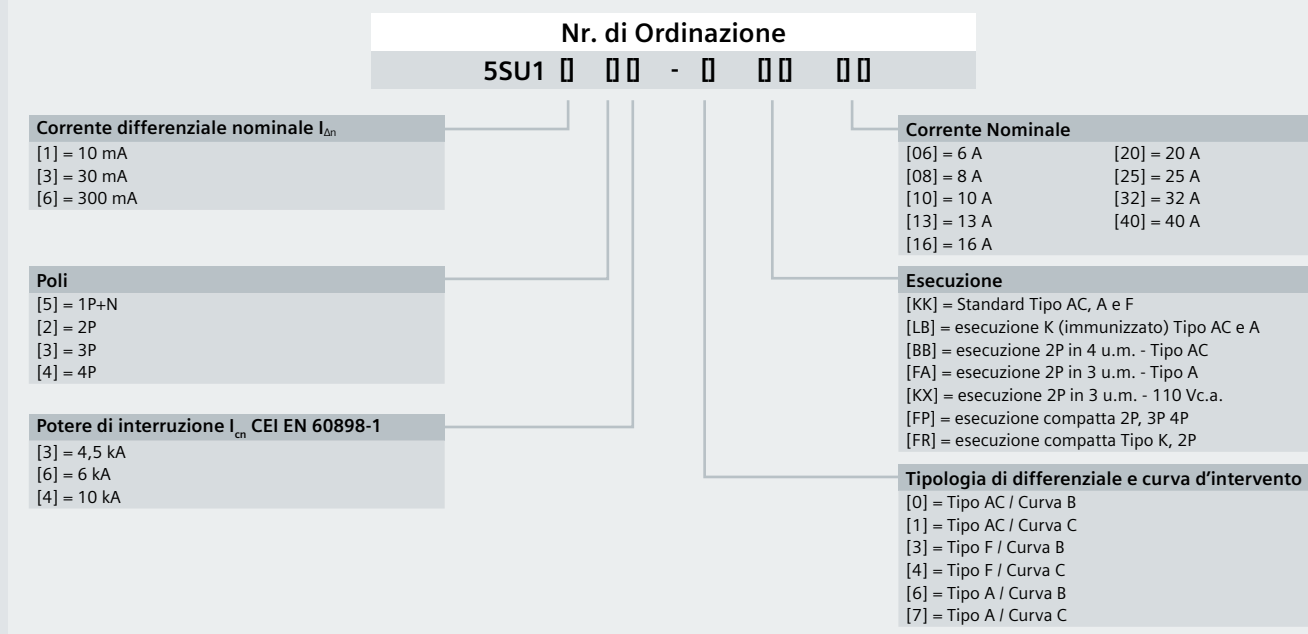 Nr. di Ordinazione
5SU1 [] [] [] - [] [] [] [] []
Corrente differenziale nominale IΔn
[1] = 10 mA
[3] = 30 mA
[6] = 300 mA
Poli
[5] = 1P+N
[2] = 2P
[3] = 3P
[4] = 4P
Potere di interruzione Icn CEI EN 60898-1
[3] = 4,5 kA
[6] = 6 kA
[4] = 10 kA
Corrente Nominale
[06] = 6 A [20] = 20 A
[08] = 8 A [25] = 25 A
[10] = 10 A [32] = 32 A
[13] = 13 A [40] = 40 A
[16] = 16 A
Esecuzione
[KK] = Standard Tipo AC, A e F
[LB] = esecuzione K (immunizzato) Tipo AC e A
[BB] = esecuzione 2P in 4 u.m. - Tipo AC
[FA] = esecuzione 2P in 3 u.m. - Tipo A
[KX] = esecuzione 2P in 3 u.m. - 110 Vc.a.
[FP] = esecuzione compatta 2P, 3P 4P
[FR] = esecuzione compatta Tipo K, 2P
Tipologia di differenziale e curva d’intervento
[0] = Tipo AC / Curva B
[1] = Tipo AC / Curva C
[3] = Tipo F / Curva B
[4] = Tipo F / Curva C
[6] = Tipo A / Curva B
[7] = Tipo A / Curva C